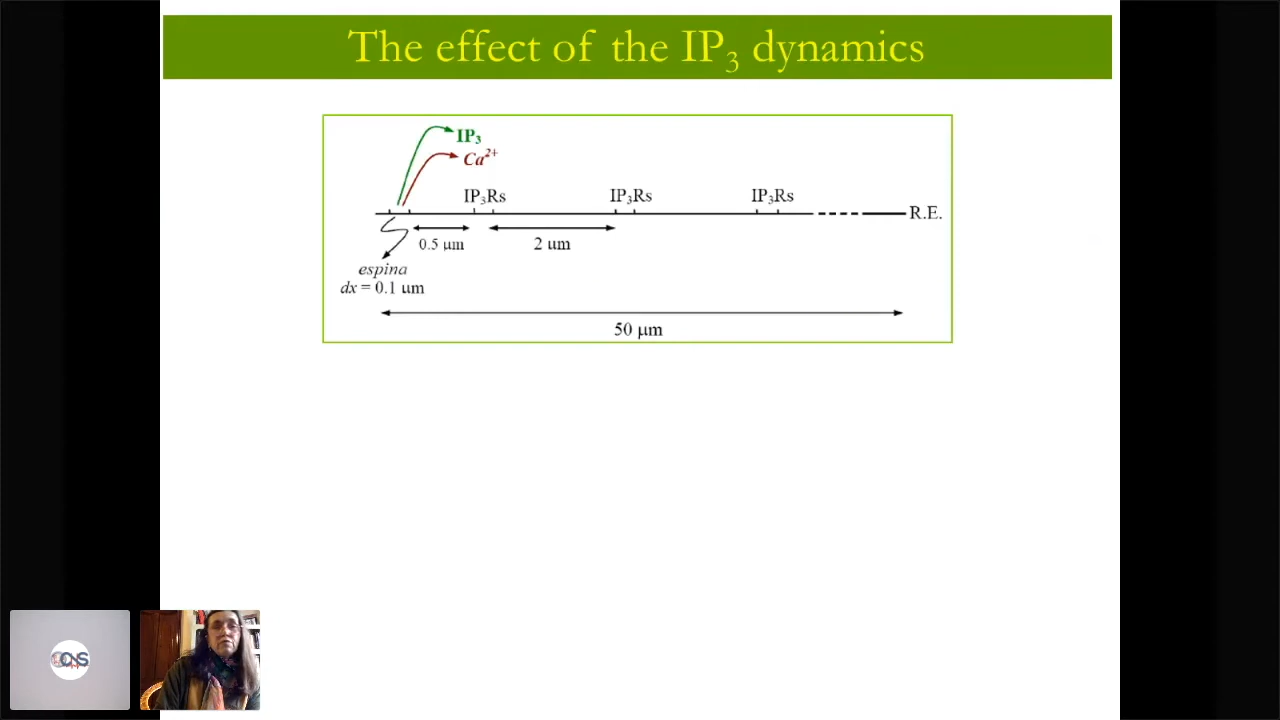 The effect of the IP₃ dynamics
IP₃
Ca²⁺
IP₃Rs IP₃Rs IP₃Rs
R.E.
0.5 µm 2 um
espina
dx = 0.1 um
50 µm